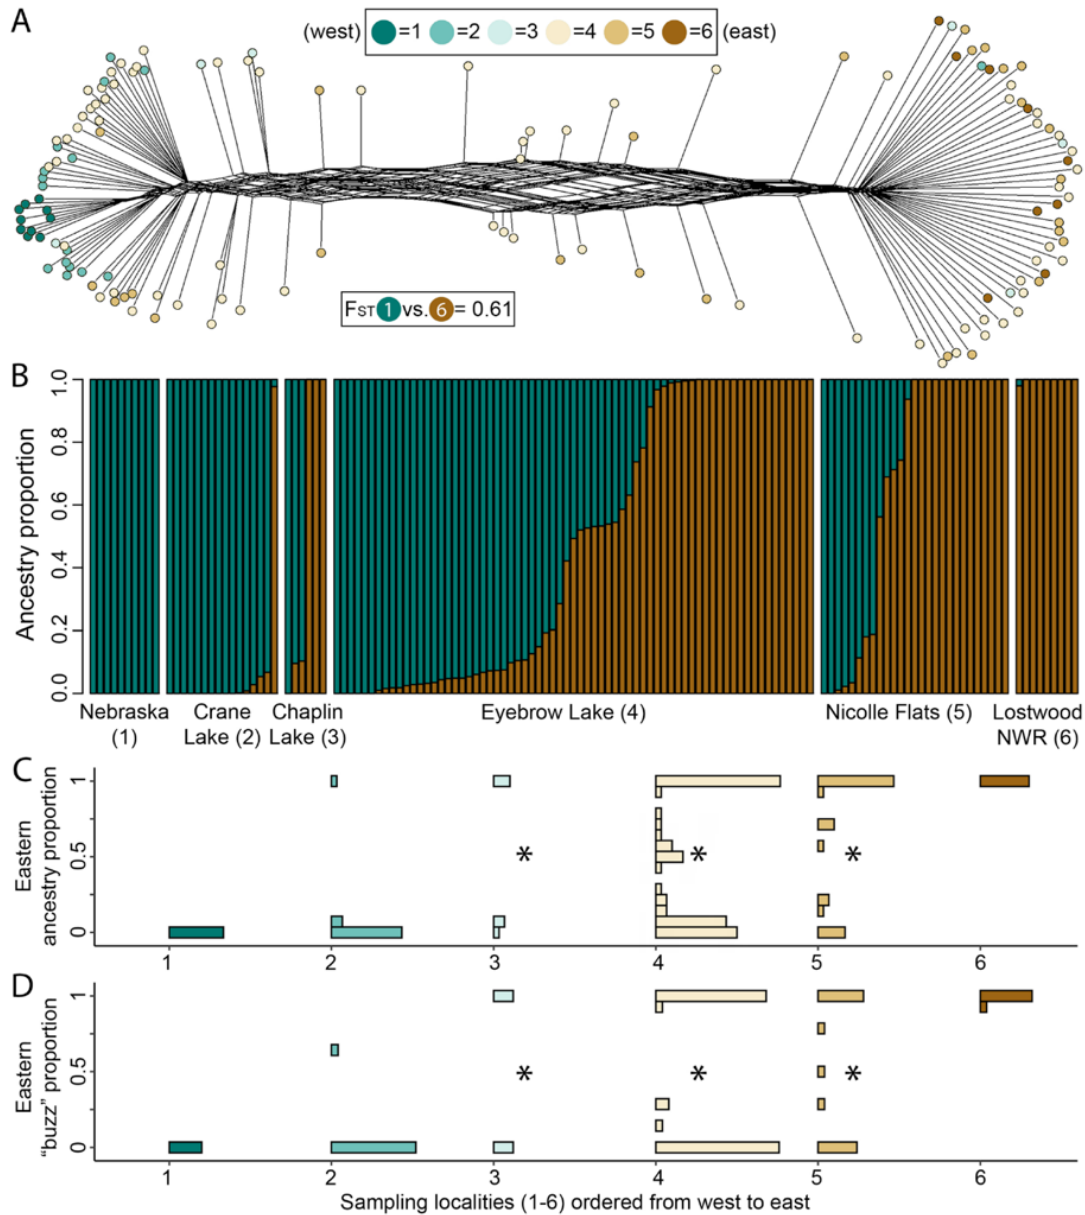 A
(west) =1 =2 =3 =4 =5 =6 (east)
FST 1 vs. 6 = 0.61
B
Ancestry proportion
1.0
0.8
0.6
0.4
0.2
0.0
Nebraska
(1)
Crane
Lake (2)
Chaplin
Lake (3)
Eyebrow Lake (4)
Nicolle Flats (5)
Lostwood
NWR (6)
C
Eastern
ancestry proportion
1
0.5
0
*
*
*
1 2 3 4 5 6
D
Eastern
“buzz” proportion
1
0.5
0
*
*
*
1 2 3 4 5 6
Sampling localities (1-6) ordered from west to east